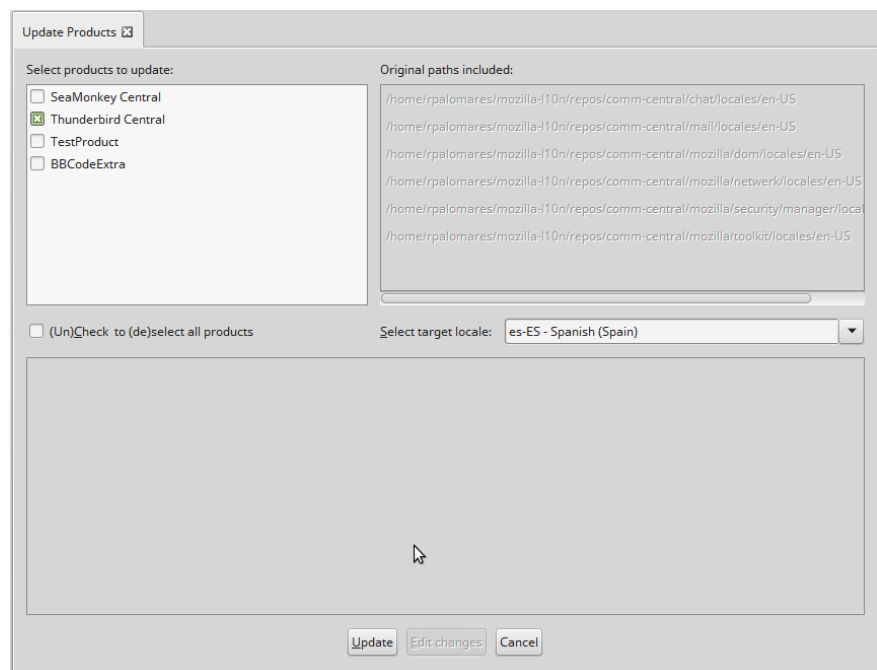 Update Products
Select products to update:
SeaMonkey Central
Thunderbird Central
TestProduct
BBCodeExtra
Original paths included:
/home/rpalomares/mozilla-l10n/repos/comm-central/chat/locales/en-US
/home/rpalomares/mozilla-l10n/repos/comm-central/mail/locales/en-US
/home/rpalomares/mozilla-l10n/repos/comm-central/mozilla/dom/locales/en-US
/home/rpalomares/mozilla-l10n/repos/comm-central/mozilla/netwerk/locales/en-US
/home/rpalomares/mozilla-l10n/repos/comm-central/mozilla/security/manager/local
/home/rpalomares/mozilla-l10n/repos/comm-central/mozilla/toolkit/locales/en-US
(Un)Check to (de)select all products
Select target locale: es-ES - Spanish (Spain)
Update Edit changes Cancel